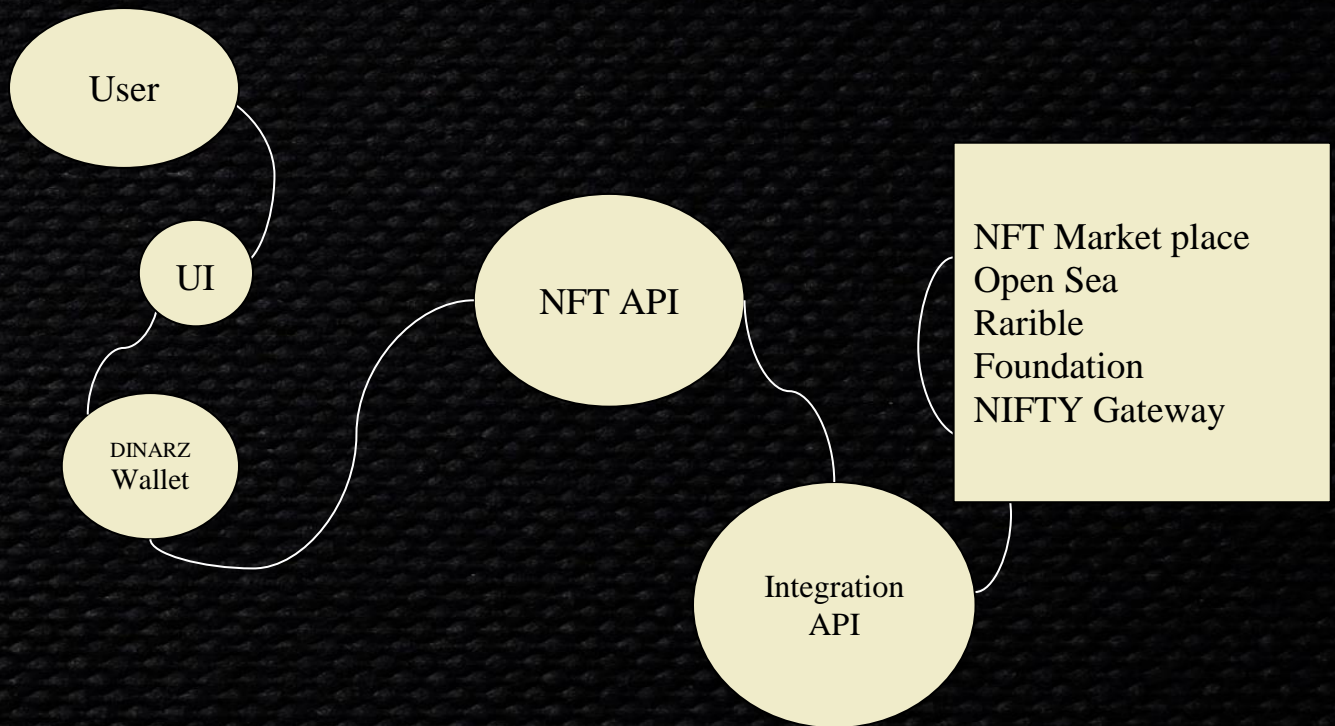 User
UI
DINARZ
Wallet
NFT API
Integration
API
NFT Market place
Open Sea
Rarible
Foundation
NIFTY Gateway